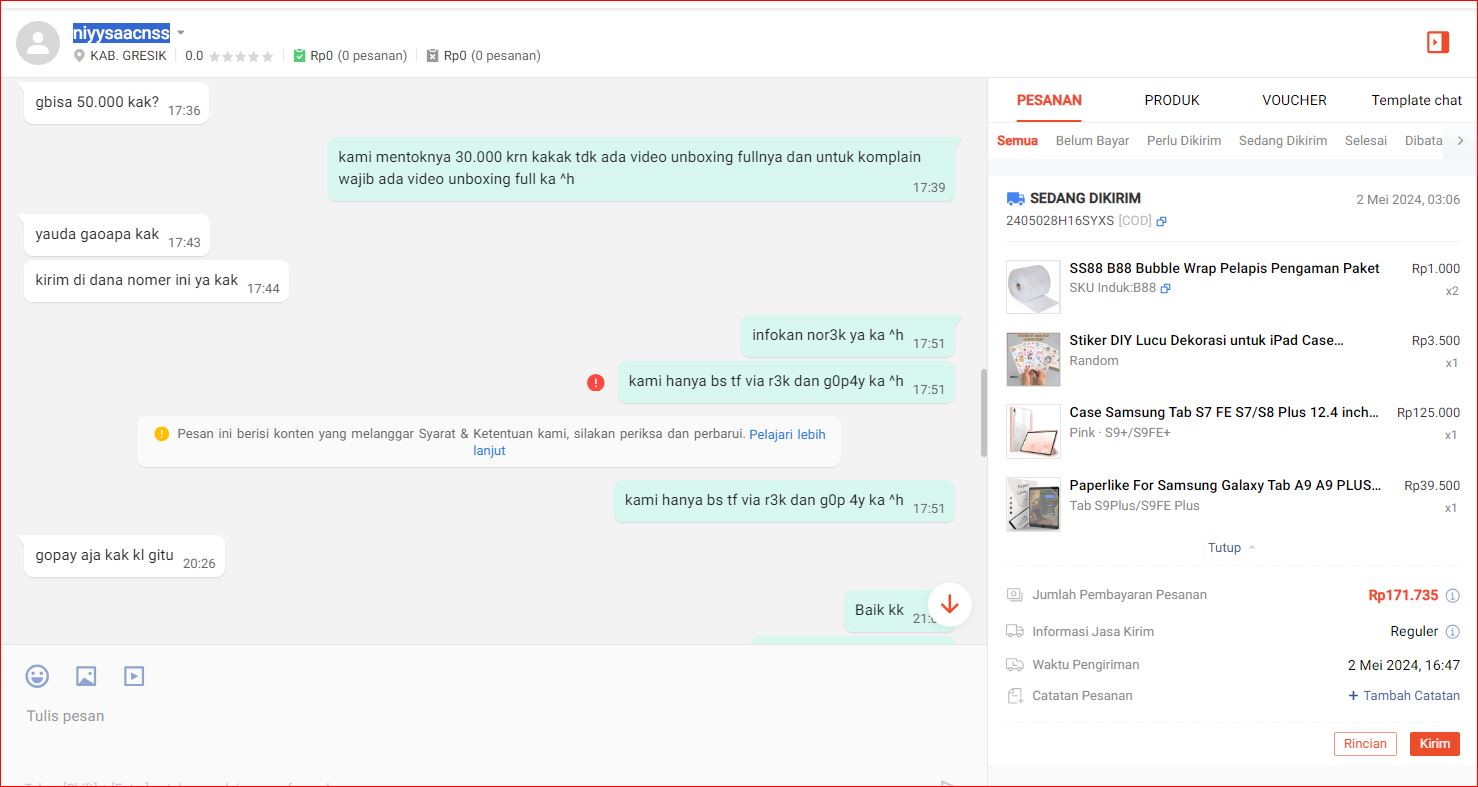 niyysaacnss
KAB. GRESIK
0.0
Rp0 (0 pesanan)
Rp0 (0 pesanan)
gbisa 50.000 kak?
17:36
kami mentoknya 30.000 krn kakak tdk ada video unboxing fullnya dan untuk komplain
wajib ada video unboxing full ka ^h
17:39
yauda gaoapa kak
17:43
kirim di dana nomer ini ya kak
17:44
infokan nor3k ya ka ^h
17:51
kami hanya bs tf via r3k dan g0p4y ka ^h
17:51
Pesan ini berisi konten yang melanggar Syarat & Ketentuan kami, silakan periksa dan perbarui. Pelajari lebih
lanjut
kami hanya bs tf via r3k dan g0p 4y ka ^h
17:51
gopay aja kak kl gitu
20:26
Baik kk
Tulis pesan
PESANAN
PRODUK
VOUCHER
Template chat
Semua
Belum Bayar
Perlu Dikirim
Sedang Dikirim
Selesai
Dibata
SEDANG DIKIRIM
2 Mei 2024, 03:06
2405028H16SYXS [COD]
SS88 B88 Bubble Wrap Pelapis Pengaman Paket
Rp1.000
SKU Induk:B88
x2
Stiker DIY Lucu Dekorasi untuk iPad Case...
Rp3.500
Random
x1
Case Samsung Tab S7 FE S7/S8 Plus 12.4 inch...
Rp125.000
Pink · S9+/S9FE+
x1
Paperlike For Samsung Galaxy Tab A9 A9 PLUS...
Rp39.500
Tab S9Plus/S9FE Plus
x1
Tutup
Jumlah Pembayaran Pesanan
Rp171.735
Informasi Jasa Kirim
Reguler
Waktu Pengiriman
2 Mei 2024, 16:47
Catatan Pesanan
+ Tambah Catatan
Rincian
Kirim